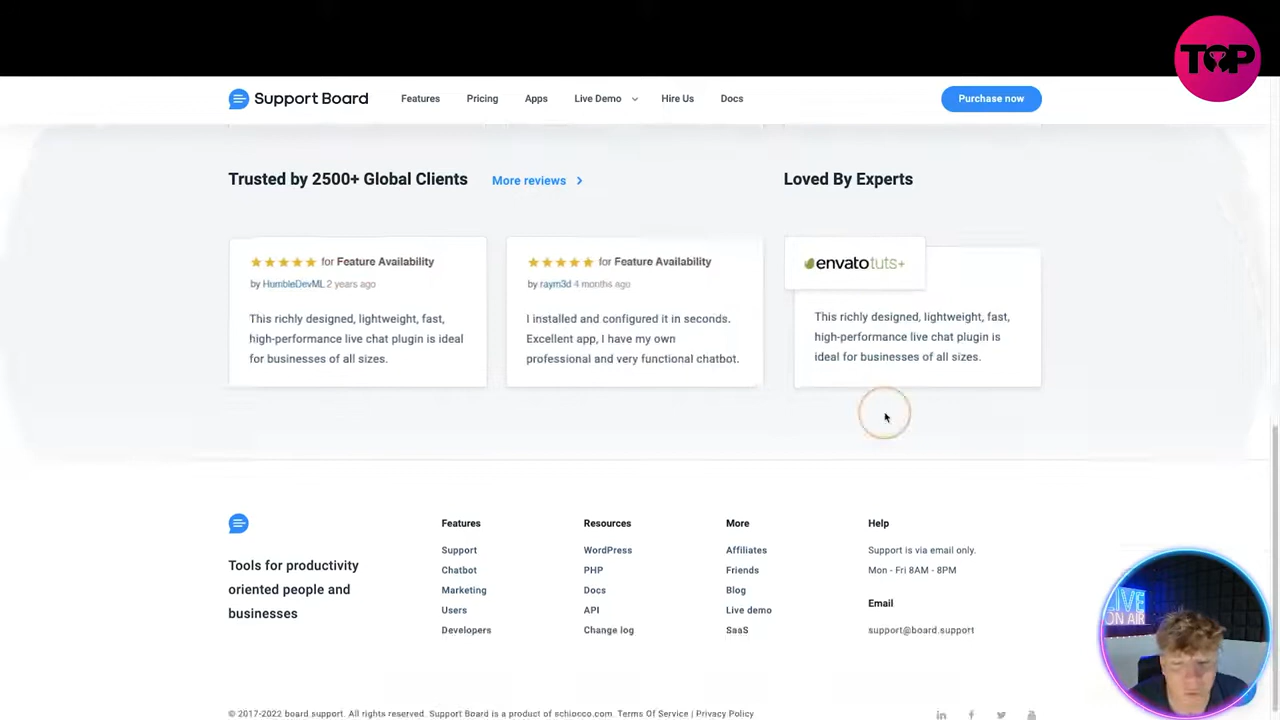 TOP
Support Board
Features
Pricing
Apps
Live Demo
Hire Us
Docs
Purchase now
Trusted by 2500+ Global Clients
More reviews
Loved By Experts
for Feature Availability
by HumbleDevML 2 years ago
This richly designed, lightweight, fast,
high-performance live chat plugin is ideal
for businesses of all sizes.
for Feature Availability
by raym3d 4 months ago
I installed and configured it in seconds.
Excellent app, I have my own
professional and very functional chatbot.
envato tuts+
This richly designed, lightweight, fast,
high-performance live chat plugin is
ideal for businesses of all sizes.
Tools for productivity
oriented people and
businesses
Features
Support
Chatbot
Marketing
Users
Developers
Resources
WordPress
PHP
Docs
API
Change log
More
Affiliates
Friends
Blog
Live demo
SaaS
Help
Support is via email only.
Mon - Fri 8AM - 8PM
Email
support@board.support
© 2017-2022 board.support. All rights reserved. Support Board is a product of schiocco.com. Terms Of Service | Privacy Policy
LIVE
ON AIR